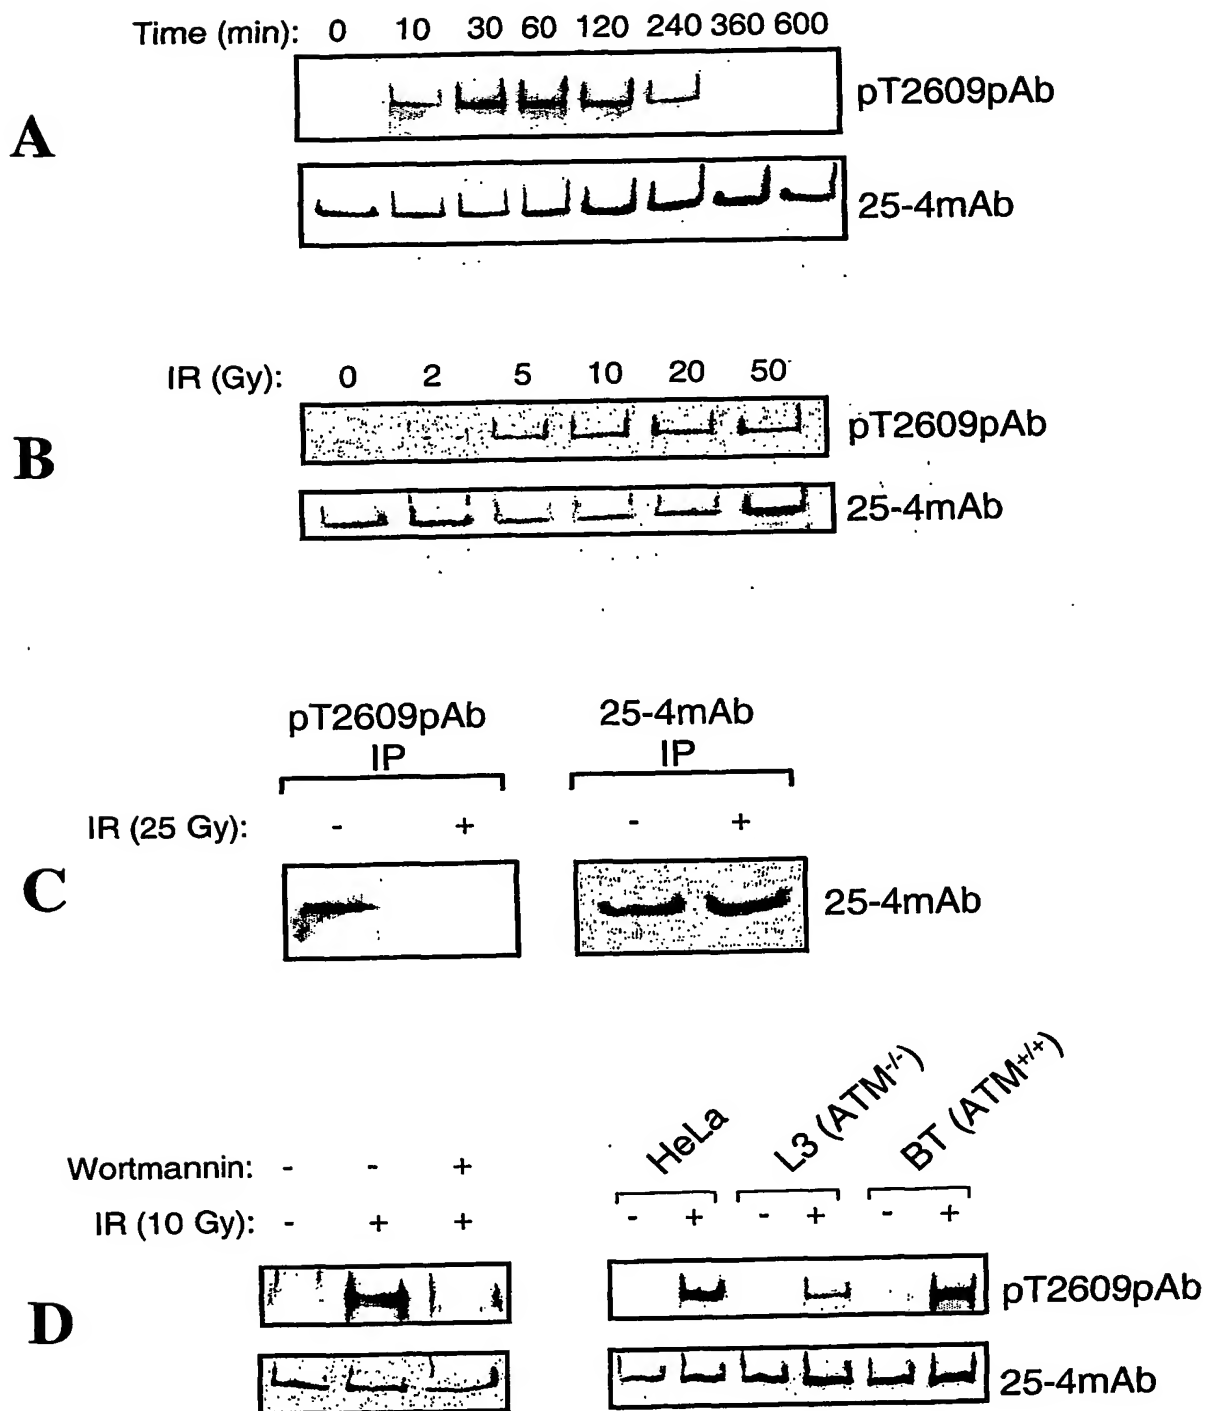 Time (min): 0 10 30 60 120 240 360 600
pT2609pAb
A
25-4mAb
IR (Gy): 0 2 5 10 20 50
pT2609pAb
B
25-4mAb
pT2609pAb 25-4mAb
IP IP
IR (25 Gy): - + - +
C
25-4mAb
HeLa L3 (ATM-/-) BT (ATM+/+)
Wortmannin: - - +
IR (10 Gy): - + + - + - + - +
pT2609pAb
D
25-4mAb